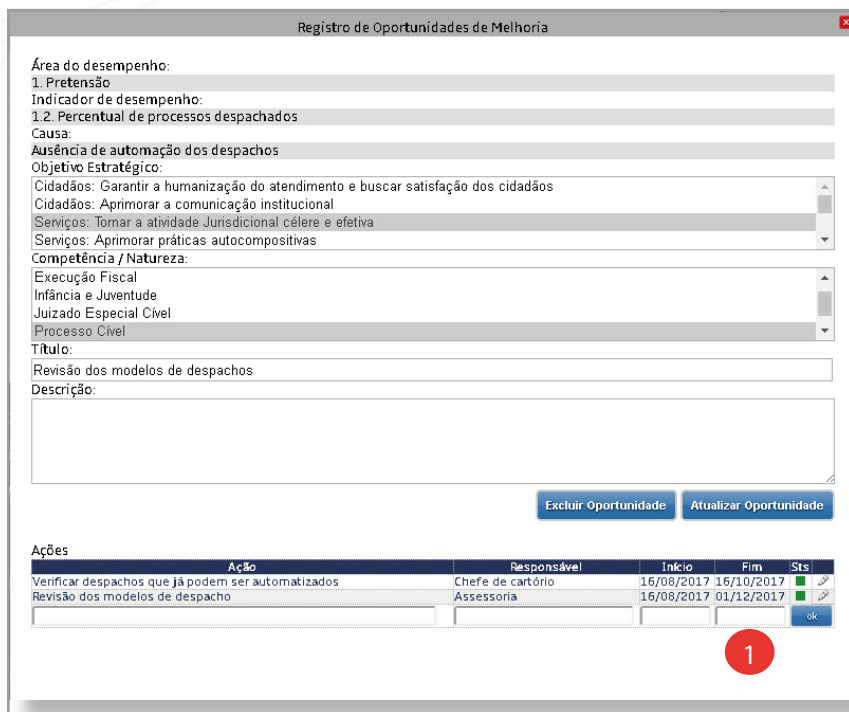 Registro de Oportunidades de Melhoria
Área do desempenho:
1. Pretensão
Indicador de desempenho:
1.2. Percentual de processos despachados
Causa:
Ausência de automação dos despachos
Objetivo Estratégico:
Cidadãos: Garantir a humanização do atendimento e buscar satisfação dos cidadãos
Cidadãos: Aprimorar a comunicação institucional
Serviços: Tornar a atividade Jurisdicional célere e efetiva
Serviços: Aprimorar práticas autocompositivas
Competência / Natureza:
Execução Fiscal
Infância e Juventude
Juizado Especial Cível
Processo Cível
Título:
Revisão dos modelos de despachos
Descrição:
Excluir Oportunidade Atualizar Oportunidade
Ações
Ação Responsável Início Fim Sts
Verificar despachos que já podem ser automatizados Chefe de cartório 16/08/2017 16/10/2017
Revisão dos modelos de despacho Assessoria 16/08/2017 01/12/2017
ok
1